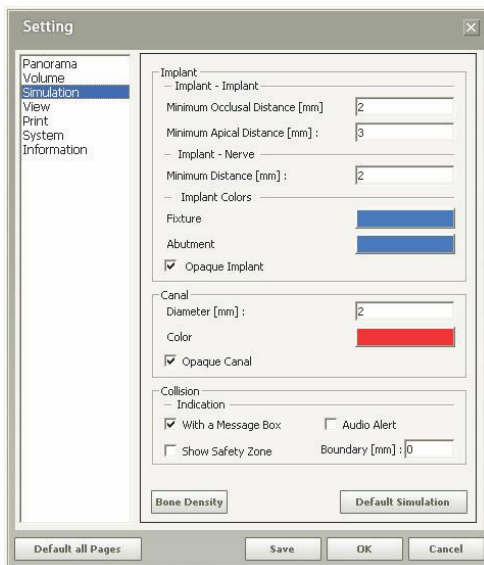 Setting
Panorama
Volume
Simulation
View
Print
System
Information
Implant
Implant - Implant
Minimum Occlusal Distance [mm] 2
Minimum Apical Distance [mm] : 3
Implant - Nerve
Minimum Distance [mm] : 2
Implant Colors
Fixture
Abutment
Opaque Implant
Canal
Diameter [mm] : 2
Color
Opaque Canal
Collision
Indication
With a Message Box Audio Alert
Show Safety Zone Boundary [mm] : 0
Bone Density Default Simulation
Default all Pages Save OK Cancel